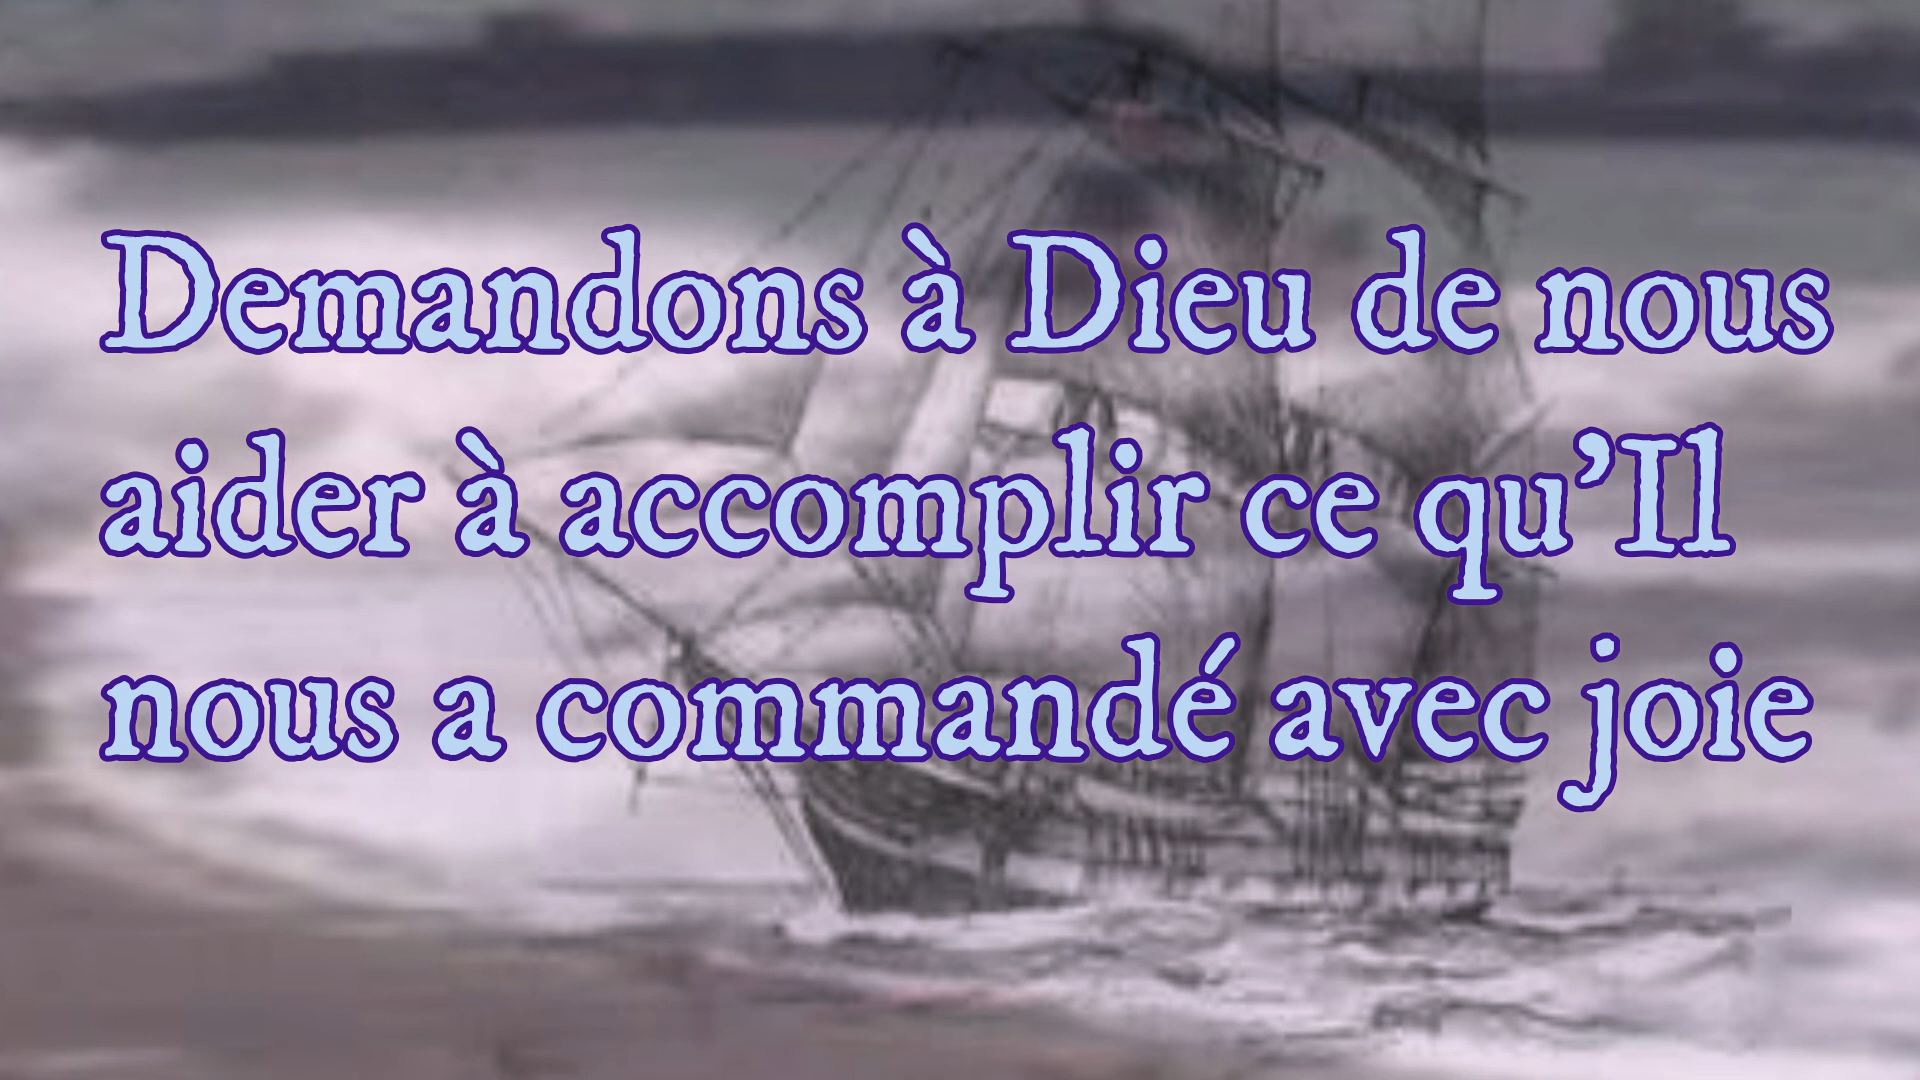 Demandons à Dieu de nous
aider à accomplir ce qu’Il
nous a commandé avec joie